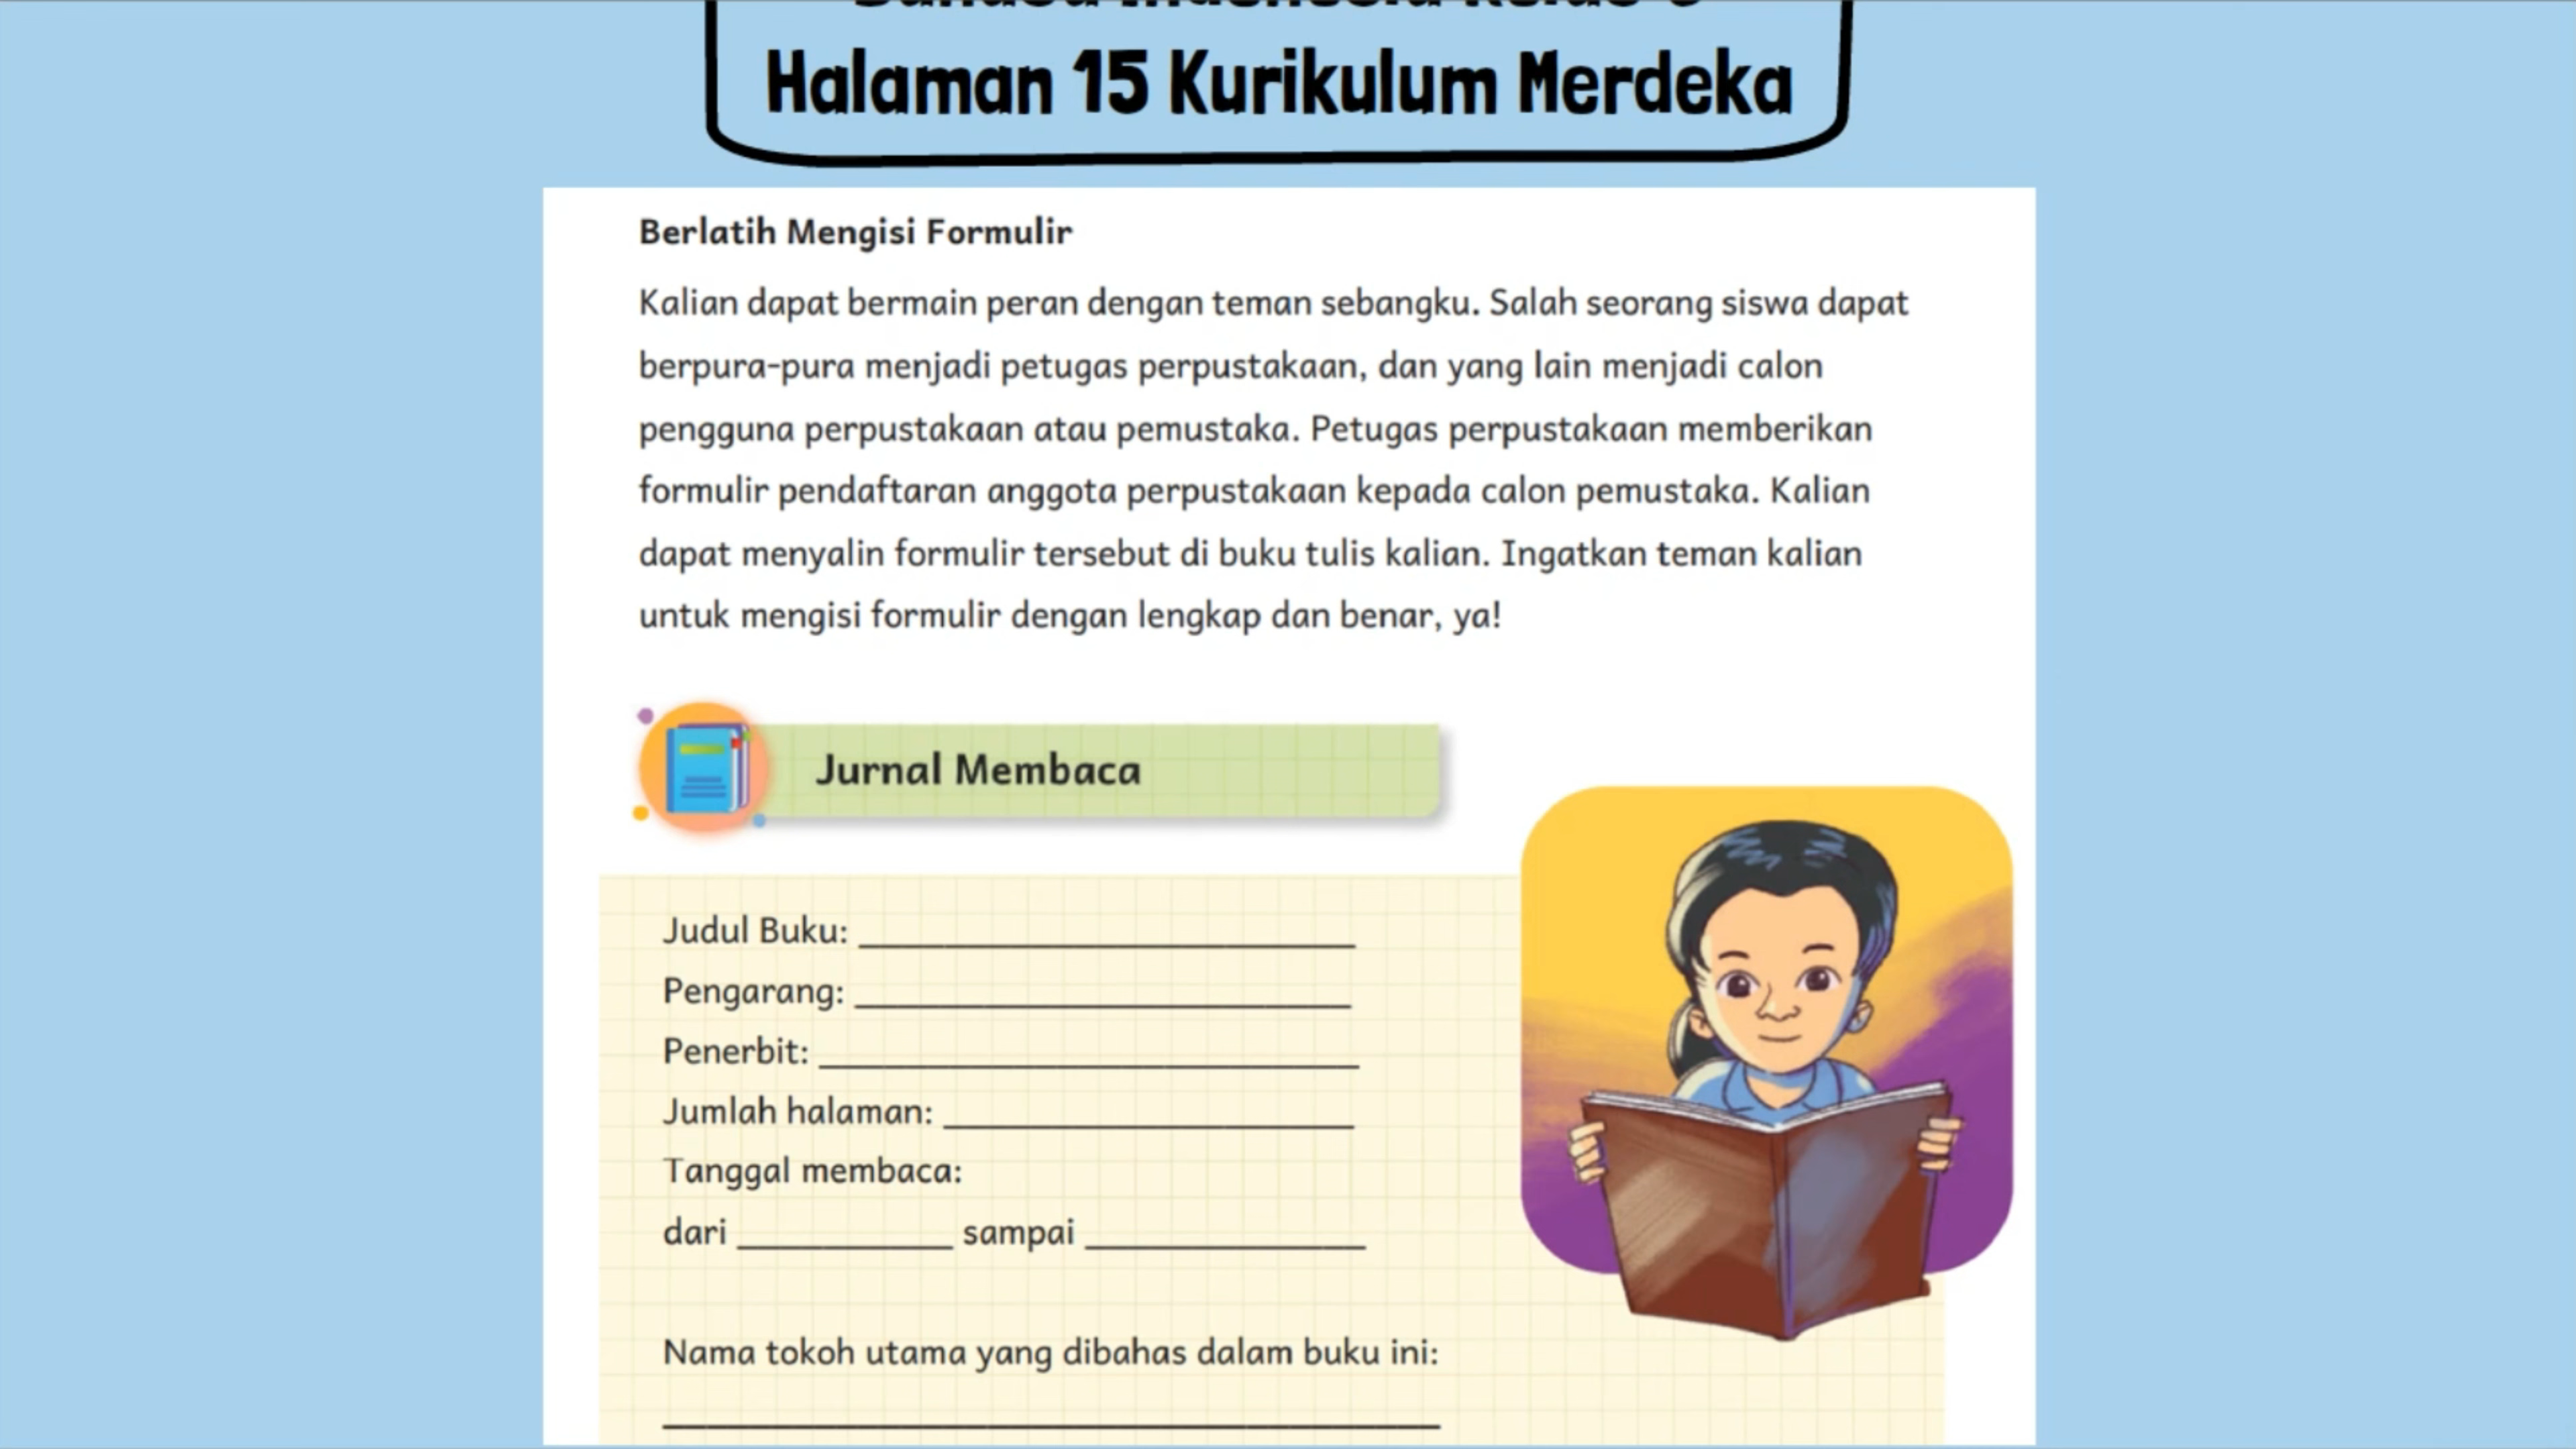 Halaman 15 Kurikulum Merdeka
Berlatih Mengisi Formulir
Kalian dapat bermain peran dengan teman sebangku. Salah seorang siswa dapat
berpura-pura menjadi petugas perpustakaan, dan yang lain menjadi calon
pengguna perpustakaan atau pemustaka. Petugas perpustakaan memberikan
formulir pendaftaran anggota perpustakaan kepada calon pemustaka. Kalian
dapat menyalin formulir tersebut di buku tulis kalian. Ingatkan teman kalian
untuk mengisi formulir dengan lengkap dan benar, ya!
Jurnal Membaca
Judul Buku:
Pengarang:
Penerbit:
Jumlah halaman:
Tanggal membaca:
dari sampai
Nama tokoh utama yang dibahas dalam buku ini: